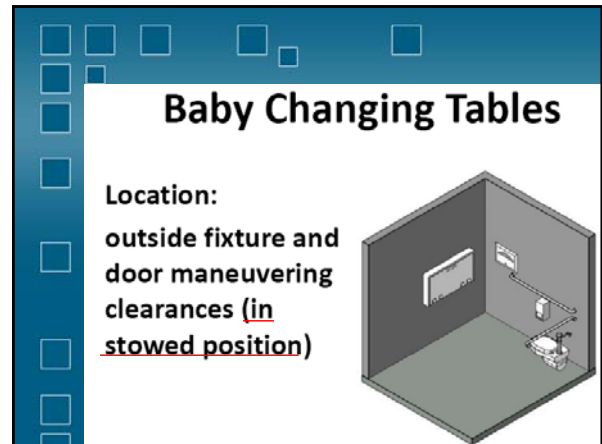 Baby Changing Tables
Location:
outside fixture and
door maneuvering
clearances (in
stowed position)